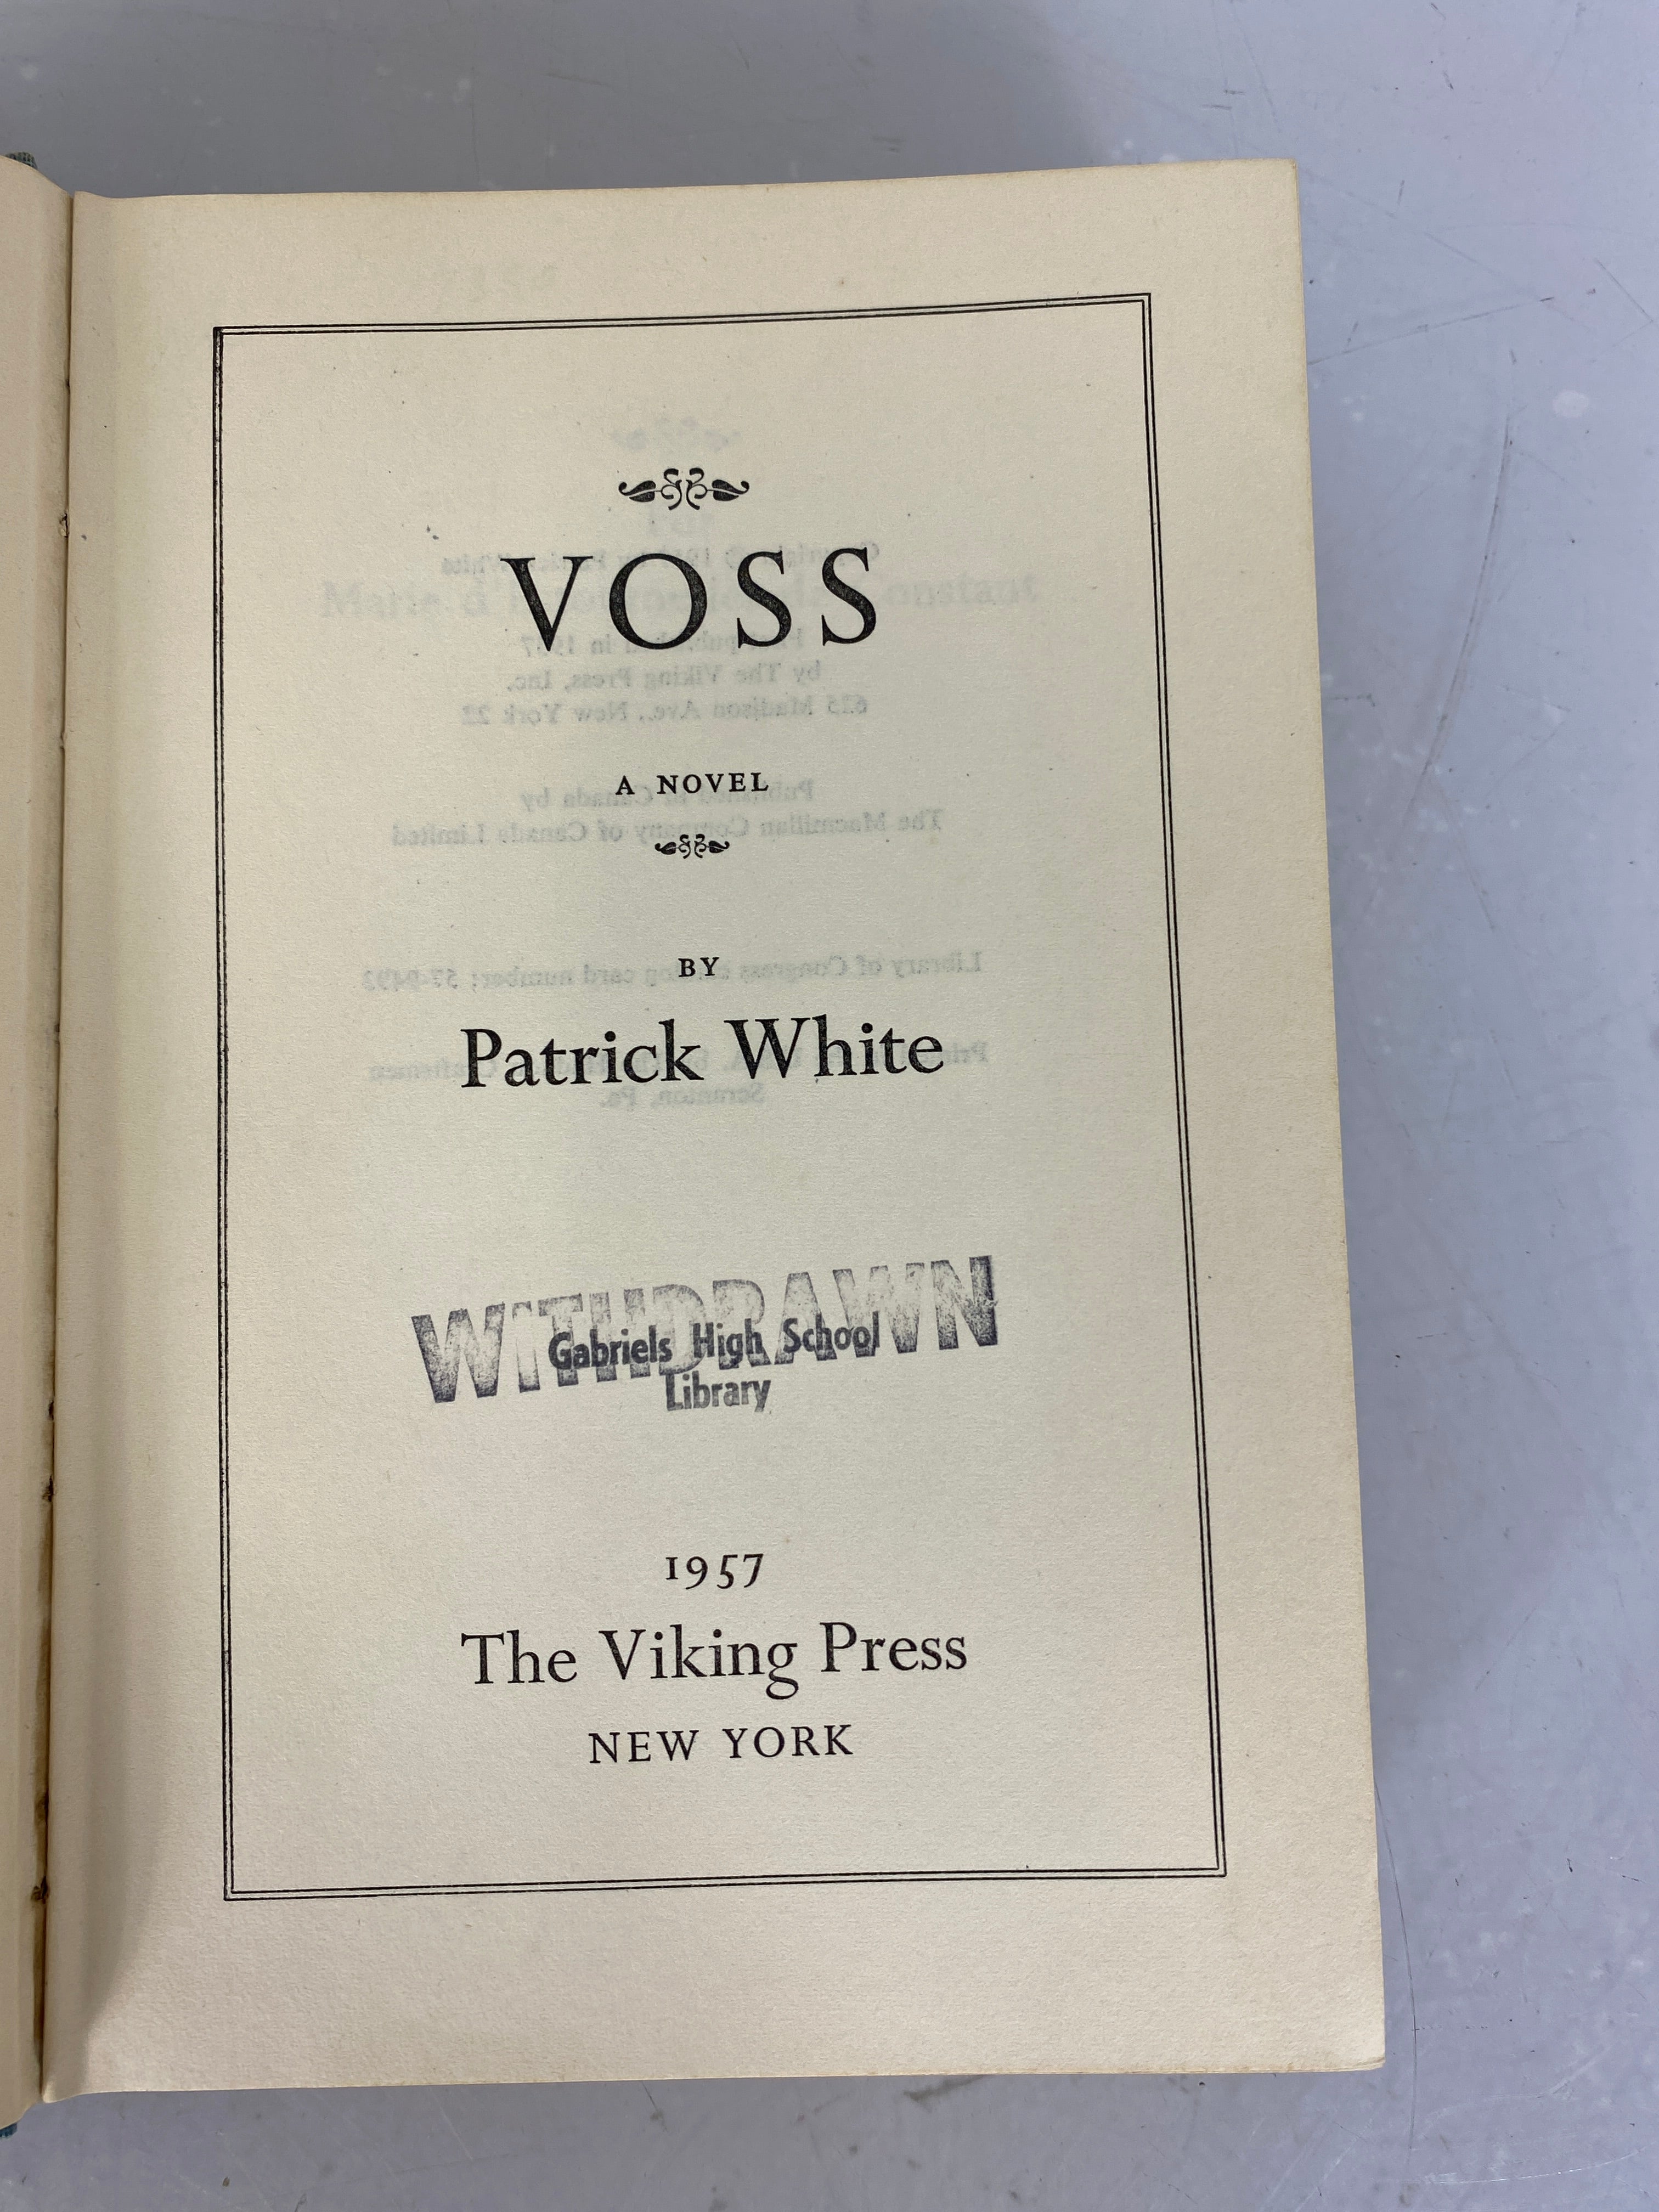 VOSS
A NOVEL
BY
Patrick White
WITHDRAWN
Gabriels High School
Library
1957
The Viking Press
NEW YORK